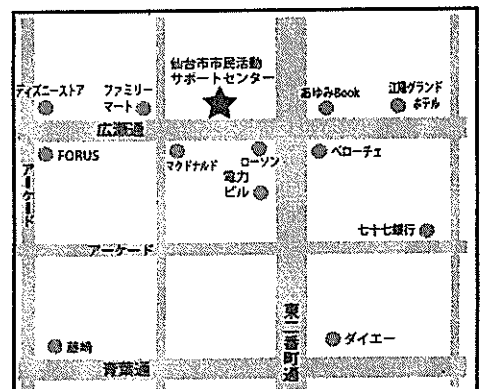 仙台市市民活動
サポートセンター
ディズニーストア
ファミリー
マート
あゆみBook
江陽グランド
ホテル
広瀬通
FORUS
マクドナルド
ローソン
電力
ビル
ベローチェ
アーケード
七十七銀行
アーケード
東二番町通
藤崎
ダイエー
青葉通